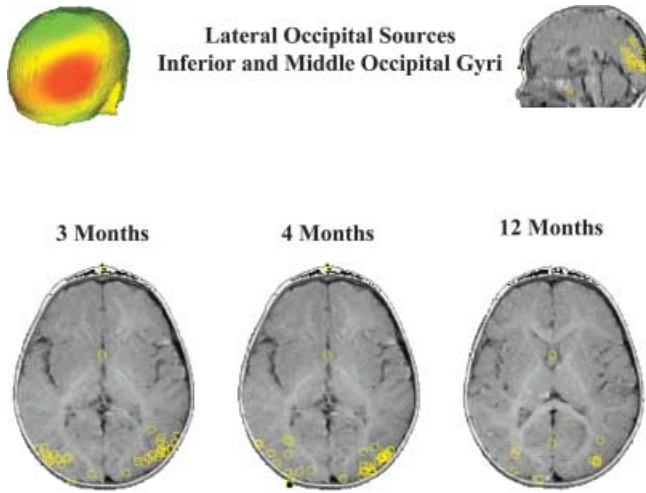 Lateral Occipital Sources
Inferior and Middle Occipital Gyri
3 Months
4 Months
12 Months